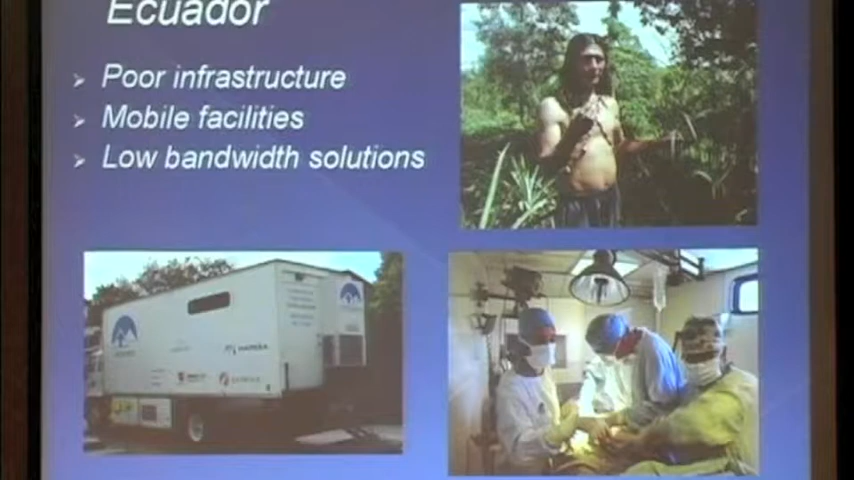 Ecuador
➢ Poor infrastructure
➢ Mobile facilities
➢ Low bandwidth solutions